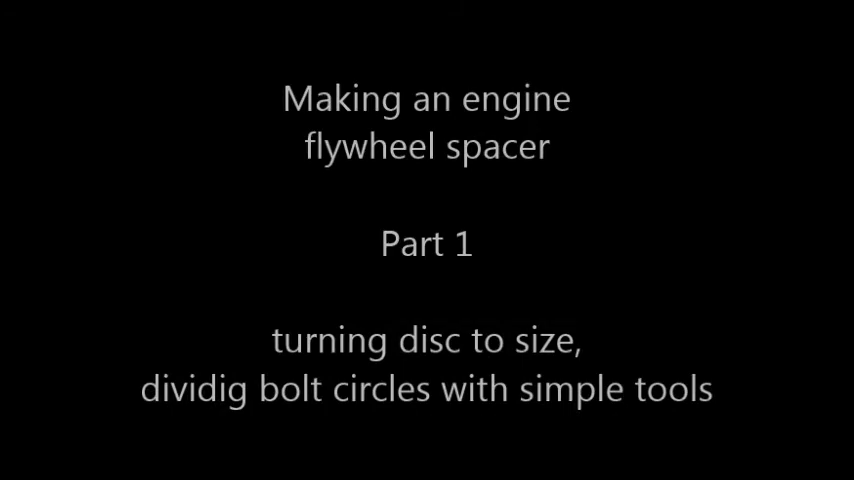 Making an engine
flywheel spacer
Part 1
turning disc to size,
dividig bolt circles with simple tools